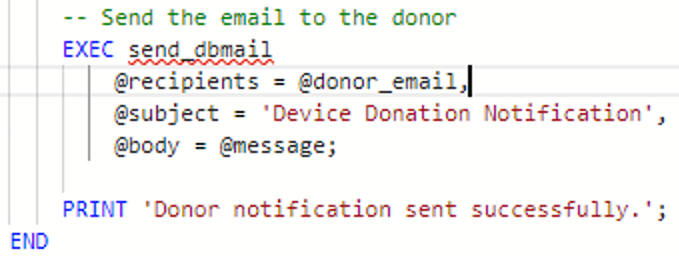 -- Send the email to the donor
EXEC send_dbmail
@recipients = @donor_email,
@subject = 'Device Donation Notification',
@body = @message;
PRINT 'Donor notification sent successfully.';
END